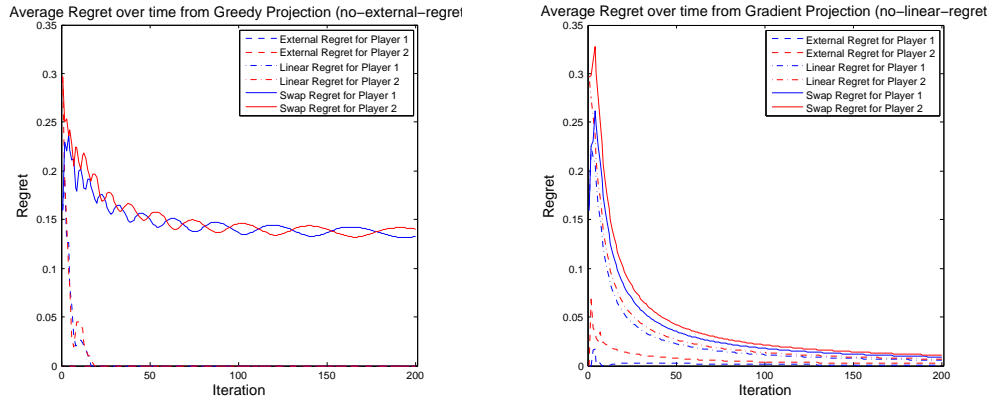 Average Regret over time from Greedy Projection (no−external−regret
0.35
0.3
0.25
0.2
0.15
0.1
0.05
0
0
50
100
150
200
Regret
Iteration
External Regret for Player 1
External Regret for Player 2
Linear Regret for Player 1
Linear Regret for Player 2
Swap Regret for Player 1
Swap Regret for Player 2
Average Regret over time from Gradient Projection (no−linear−regret
0.35
0.3
0.25
0.2
0.15
0.1
0.05
0
0
50
100
150
200
Regret
Iteration
External Regret for Player 1
External Regret for Player 2
Linear Regret for Player 1
Linear Regret for Player 2
Swap Regret for Player 1
Swap Regret for Player 2